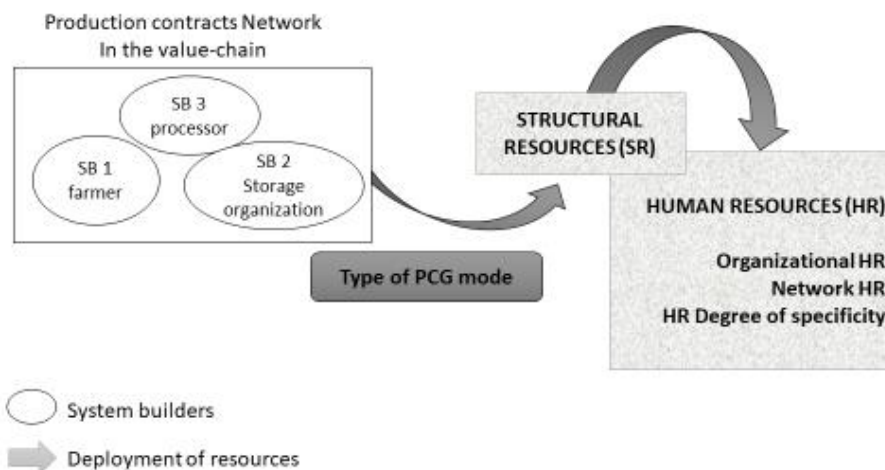 Production contracts Network
In the value-chain
SB 3
processor
SB 1
farmer
SB 2
Storage
organization
Type of PCG mode
STRUCTURAL
RESOURCES (SR)
HUMAN RESOURCES (HR)
Organizational HR
Network HR
HR Degree of specificity
System builders
Deployment of resources